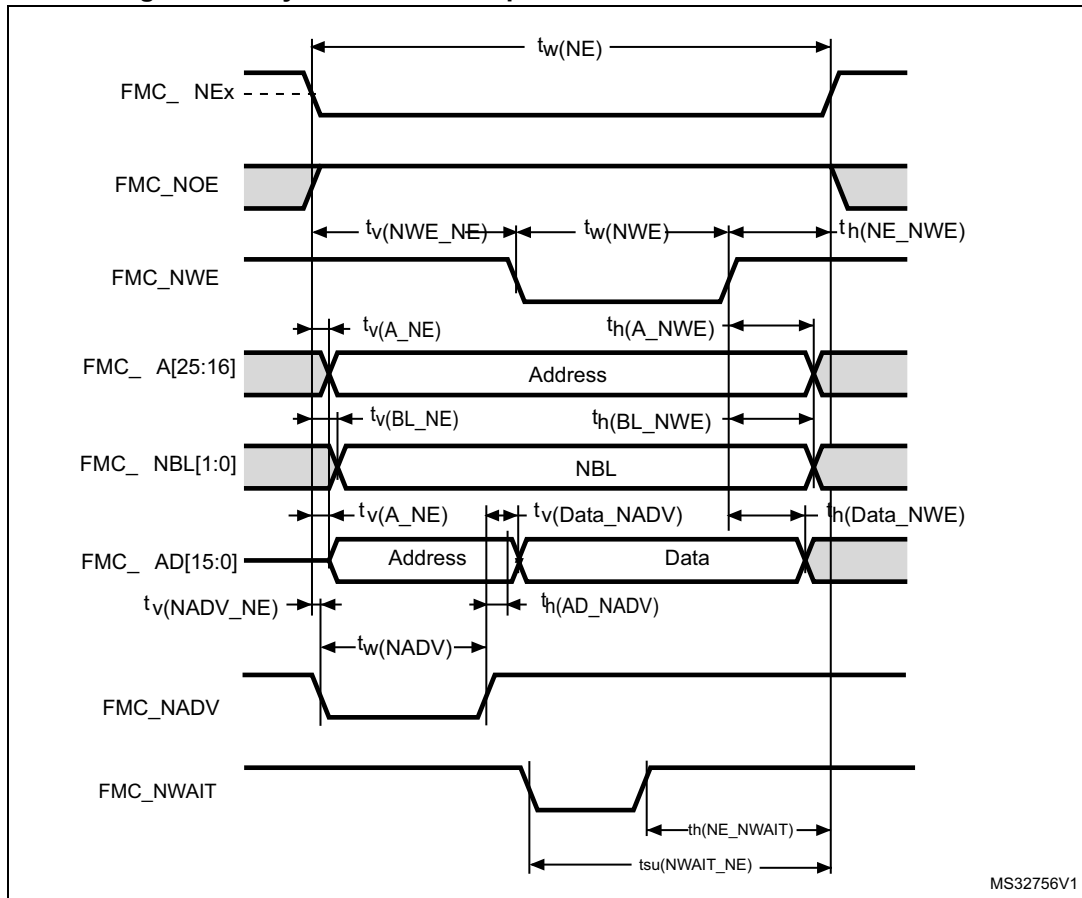 tw(NE)
FMC_ NEx
FMC_NOE
tv(NWE_NE)
tw(NWE)
th(NE_NWE)
FMC_NWE
tv(A_NE)
th(A_NWE)
FMC_ A[25:16]
Address
tv(BL_NE)
th(BL_NWE)
FMC_ NBL[1:0]
NBL
tv(A_NE)
tv(Data_NADV)
th(Data_NWE)
FMC_ AD[15:0]
Address
Data
tv(NADV_NE)
th(AD_NADV)
tw(NADV)
FMC_NADV
FMC_NWAIT
th(NE_NWAIT)
tsu(NWAIT_NE)
MS32756V1